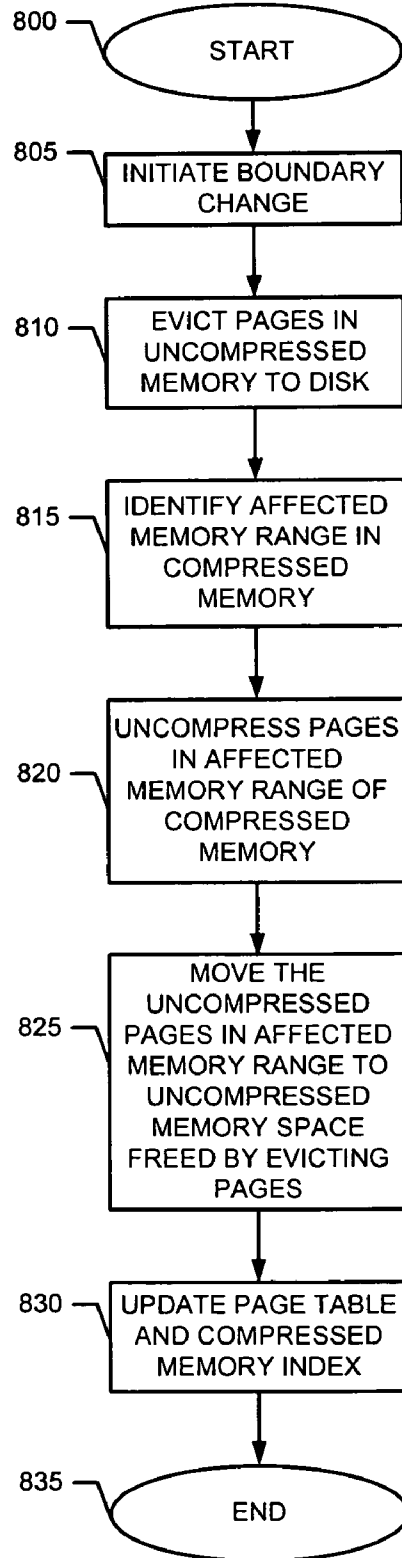 800
START
805
INITIATE BOUNDARY
CHANGE
810
EVICT PAGES IN
UNCOMPRESSED
MEMORY TO DISK
815
IDENTIFY AFFECTED
MEMORY RANGE IN
COMPRESSED
MEMORY
820
UNCOMPRESS PAGES
IN AFFECTED
MEMORY RANGE OF
COMPRESSED
MEMORY
825
MOVE THE
UNCOMPRESSED
PAGES IN AFFECTED
MEMORY RANGE TO
UNCOMPRESSED
MEMORY SPACE
FREED BY EVICTING
PAGES
830
UPDATE PAGE TABLE
AND COMPRESSED
MEMORY INDEX
835
END